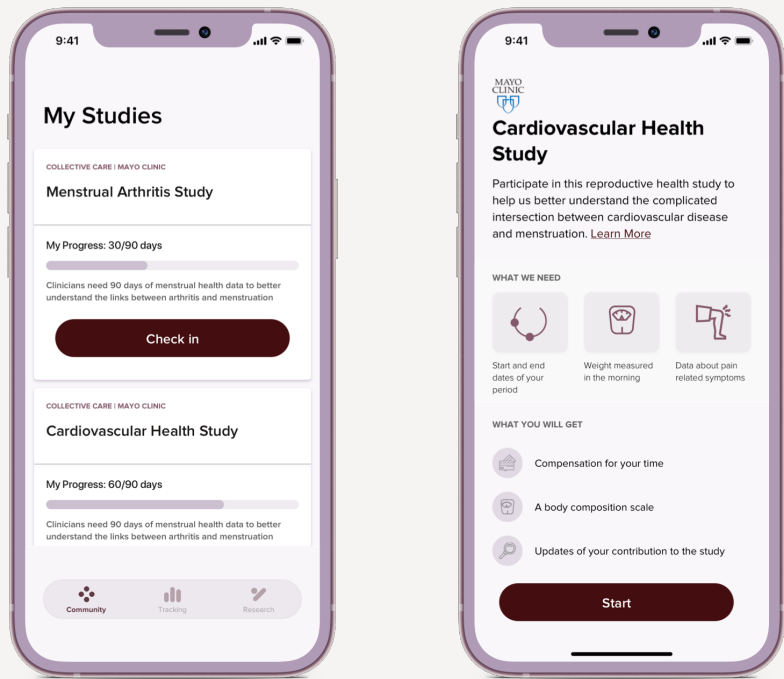 9:41
My Studies
COLLECTIVE CARE | MAYO CLINIC
Menstrual Arthritis Study
My Progress: 30/90 days
Clinicians need 90 days of menstrual health data to better
understand the links between arthritis and menstruation
Check in
COLLECTIVE CARE | MAYO CLINIC
Cardiovascular Health Study
My Progress: 60/90 days
Clinicians need 90 days of menstrual health data to better
understand the links between arthritis and menstruation
Community
Tracking
Research
9:41
MAYO
CLINIC
Cardiovascular Health
Study
Participate in this reproductive health study to
help us better understand the complicated
intersection between cardiovascular disease
and menstruation. Learn More
WHAT WE NEED
Start and end
dates of your
period
Weight measured
in the morning
Data about pain
related symptoms
WHAT YOU WILL GET
Compensation for your time
A body composition scale
Updates of your contribution to the study
Start